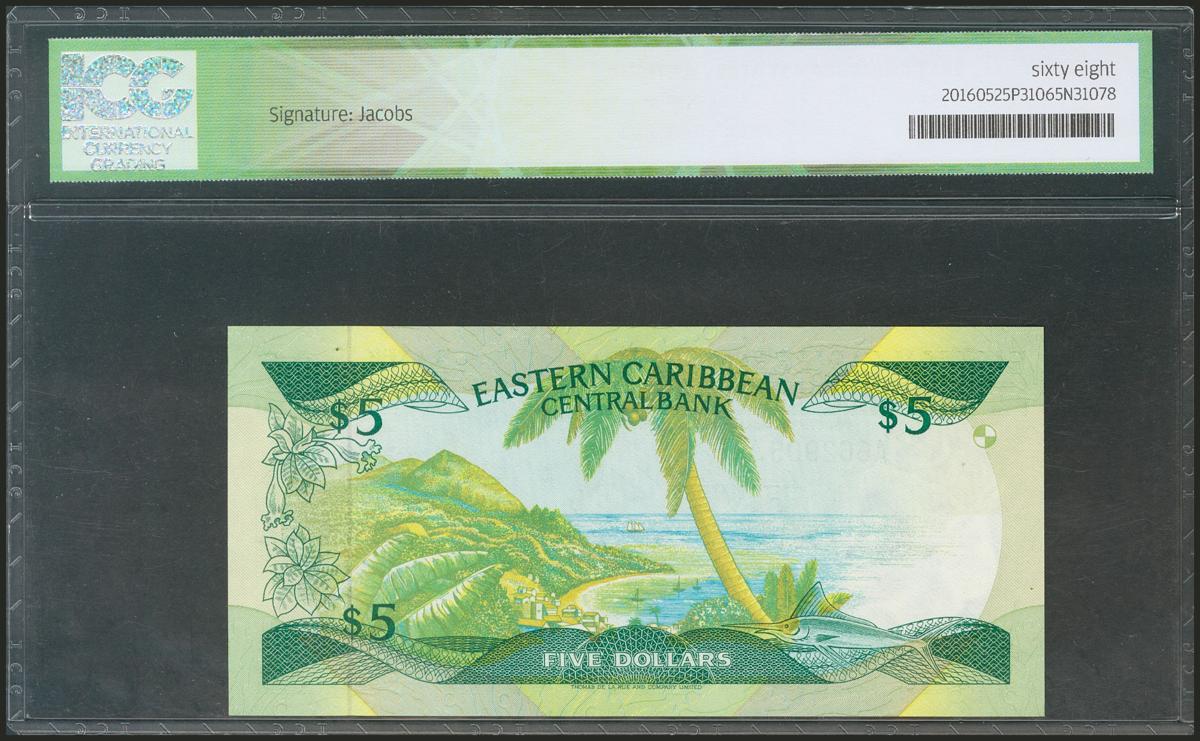 ICG
INTERNATIONAL
CURRENCY
GRADING
Signature: Jacobs
sixty eight
20160525P31065N31078
EASTERN CARIBBEAN
CENTRAL BANK
$5
$5
$5
FIVE DOLLARS
THOMAS DE LA RUE AND COMPANY LIMITED